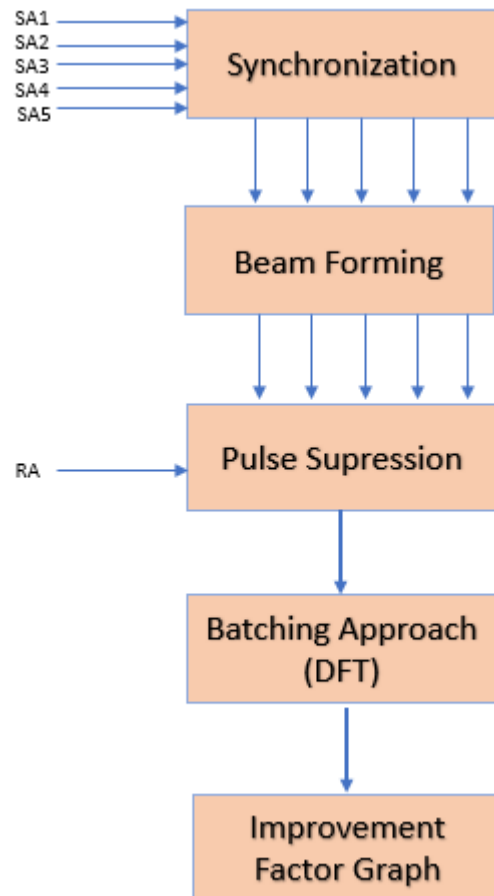 SA1
SA2
SA3
SA4
SA5
Synchronization
Beam Forming
RA
Pulse Supression
Batching Approach
(DFT)
Improvement
Factor Graph